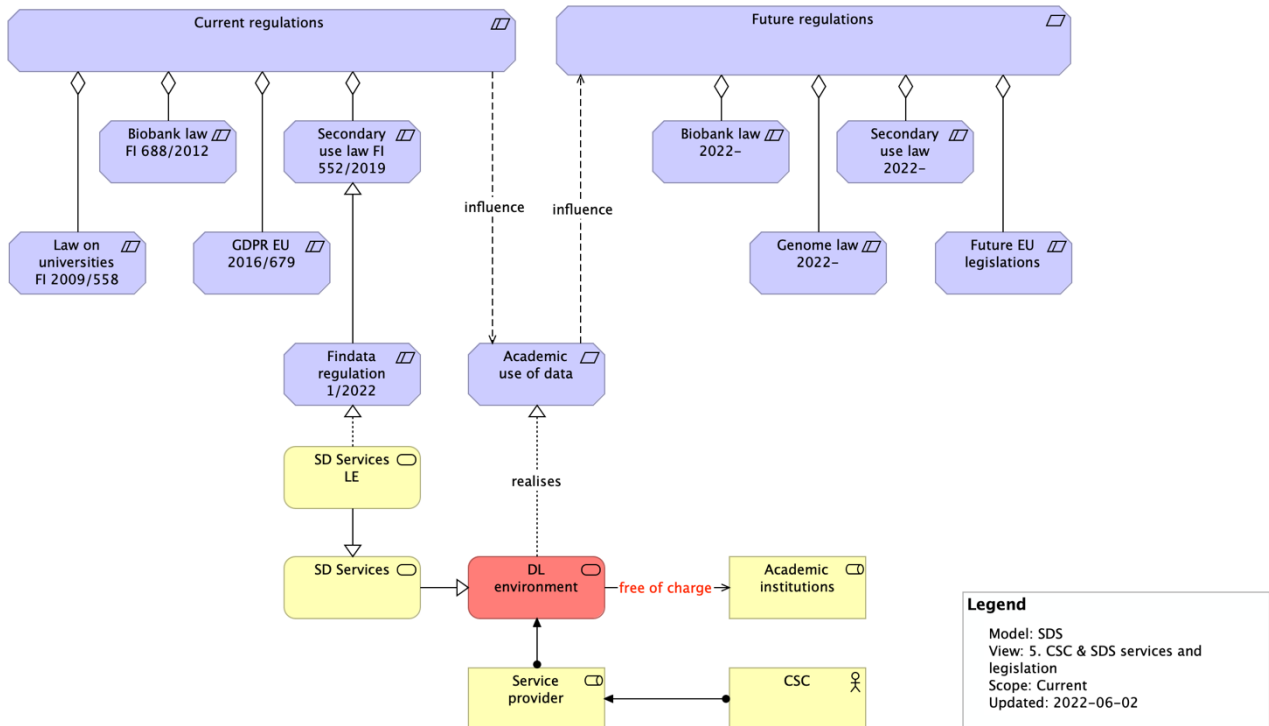 Current regulations
Future regulations
Biobank law
FI 688/2012
Secondary
use law FI
552/2019
Biobank law
2022-
Secondary
use law
2022-
influence
influence
Law on
universities
FI 2009/558
GDPR EU
2016/679
Genome law
2022-
Future EU
legislations
Findata
regulation
1/2022
Academic
use of data
SD Services
LE
realises
SD Services
DL
environment
free of charge
Academic
institutions
Service
provider
CSC
Legend
Model: SDS
View: 5. CSC & SDS services and
legislation
Scope: Current
Updated: 2022-06-02